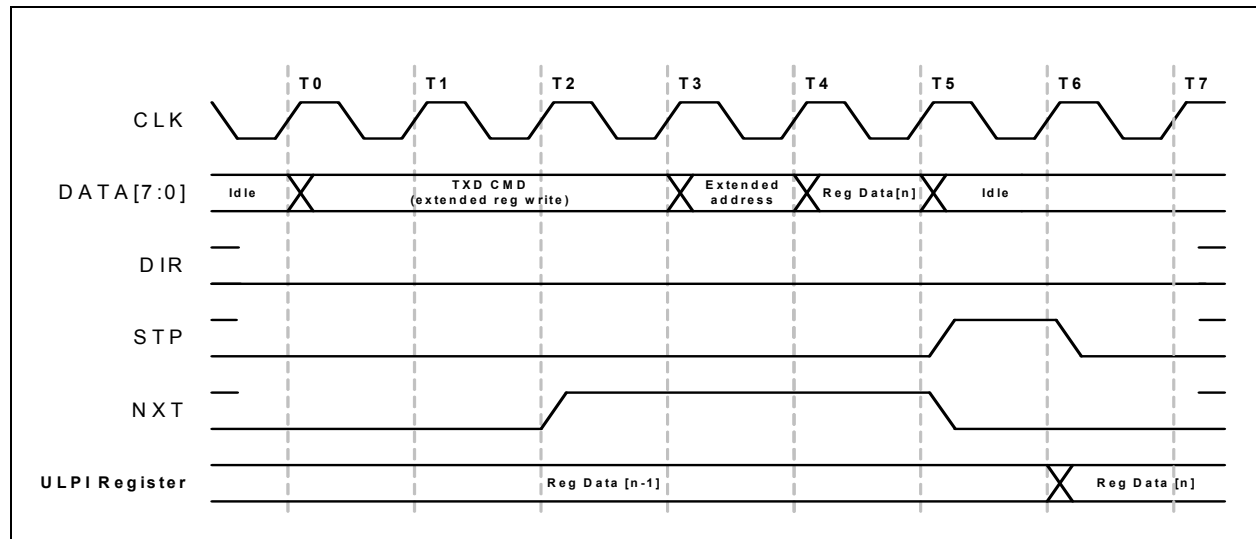 T0 T1 T2 T3 T4 T5 T6 T7
CLK
DATA[7:0] Idle TXD CMD (extended reg write) Extended address Reg Data[n] Idle
DIR
STP
NXT
ULPI Register Reg Data [n-1] Reg Data [n]